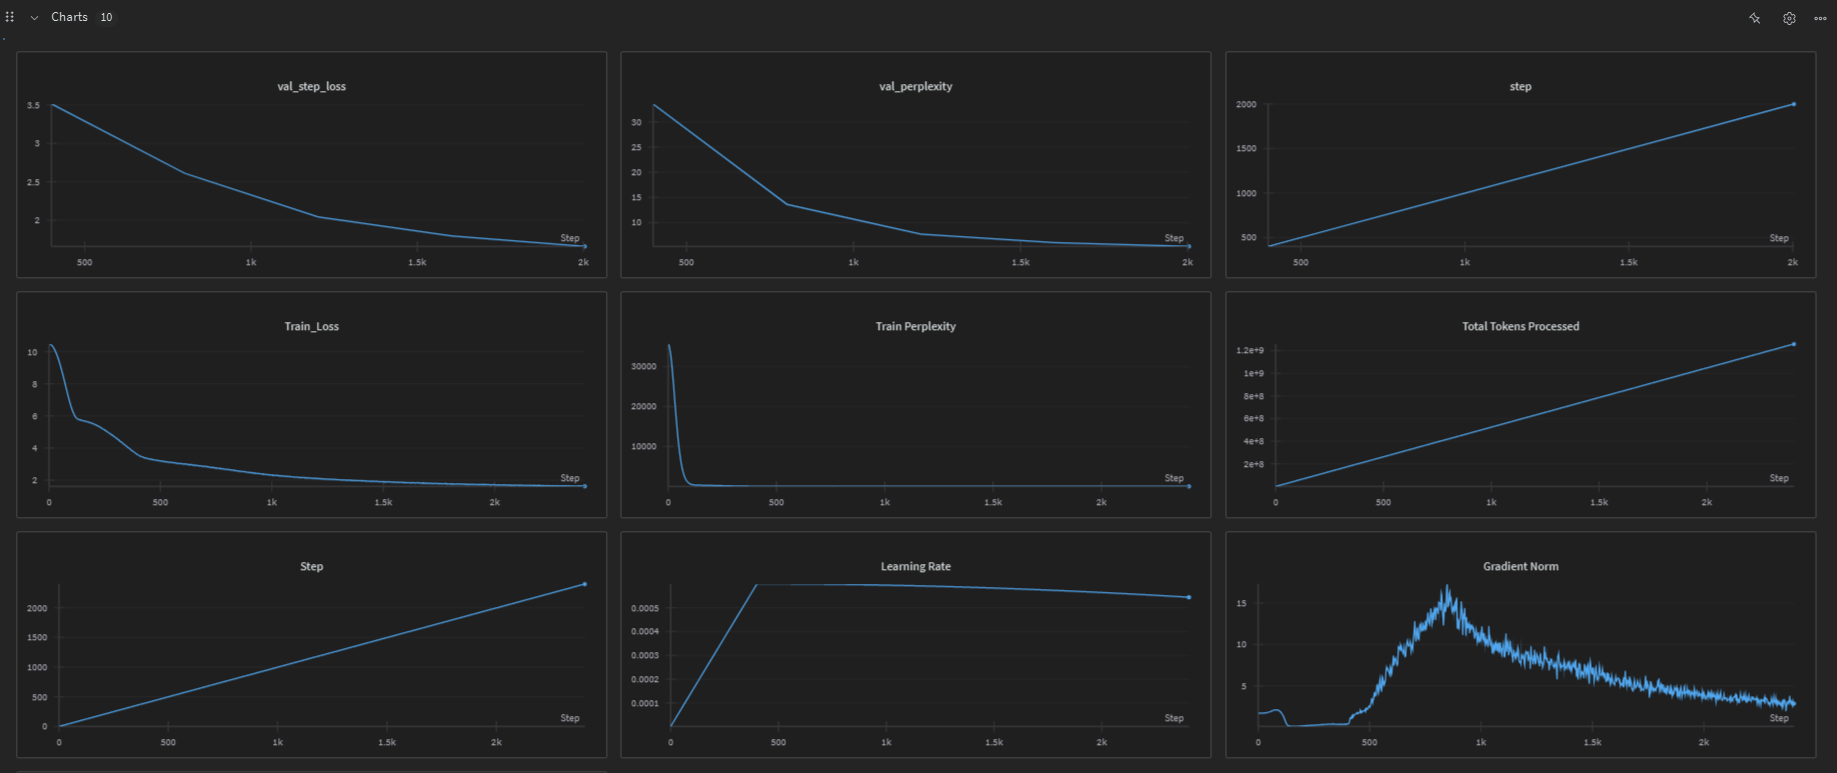 Charts 10
val_step_loss
3.5
3
2.5
2
Step
500 1k 1.5k 2k
val_perplexity
30
25
20
15
10
Step
500 1k 1.5k 2k
step
2000
1500
1000
500
Step
500 1k 1.5k 2k
Train_Loss
10
8
6
4
2
Step
0 500 1k 1.5k 2k
Train Perplexity
30000
20000
10000
Step
0 500 1k 1.5k 2k
Total Tokens Processed
1.2e+9
1e+9
8e+8
6e+8
4e+8
2e+8
Step
0 500 1k 1.5k 2k
Step
2000
1500
1000
500
0
Step
0 500 1k 1.5k 2k
Learning Rate
0.0005
0.0004
0.0003
0.0002
0.0001
Step
0 500 1k 1.5k 2k
Gradient Norm
15
10
5
Step
0 500 1k 1.5k 2k